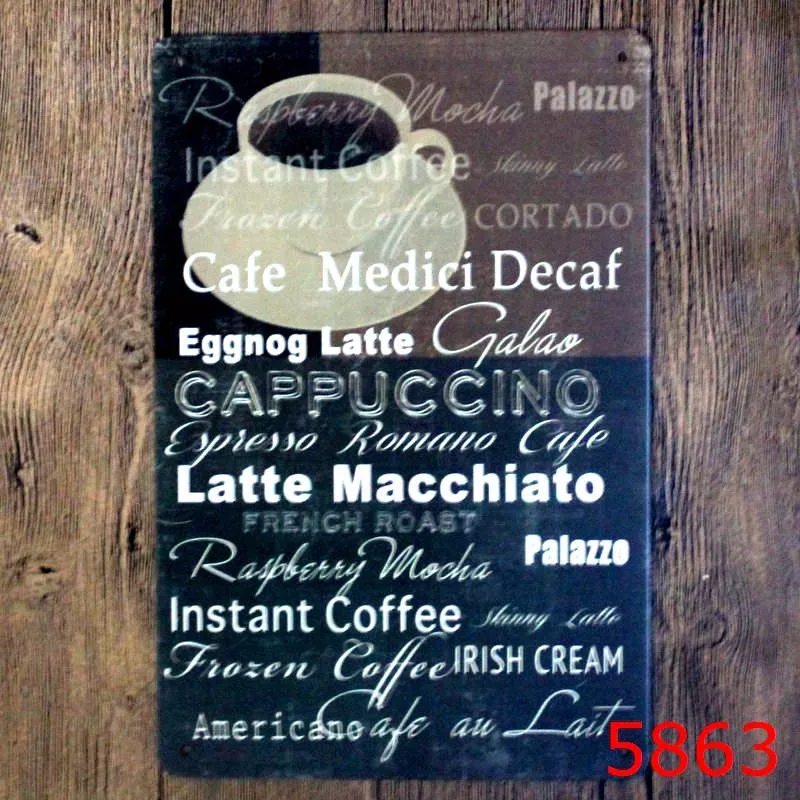 Raspberry Mocha Palazzo
Instant Coffee Skinny Latte
Frozen Coffee CORTADO
Cafe Medici Decaf
Eggnog Latte Galao
CAPPUCCINO
Espresso Romano Cafe
Latte Macchiato
FRENCH ROAST
Raspberry Mocha Palazzo
Instant Coffee Skinny Latte
Frozen Coffee IRISH CREAM
Americano Cafe au Lait
5863